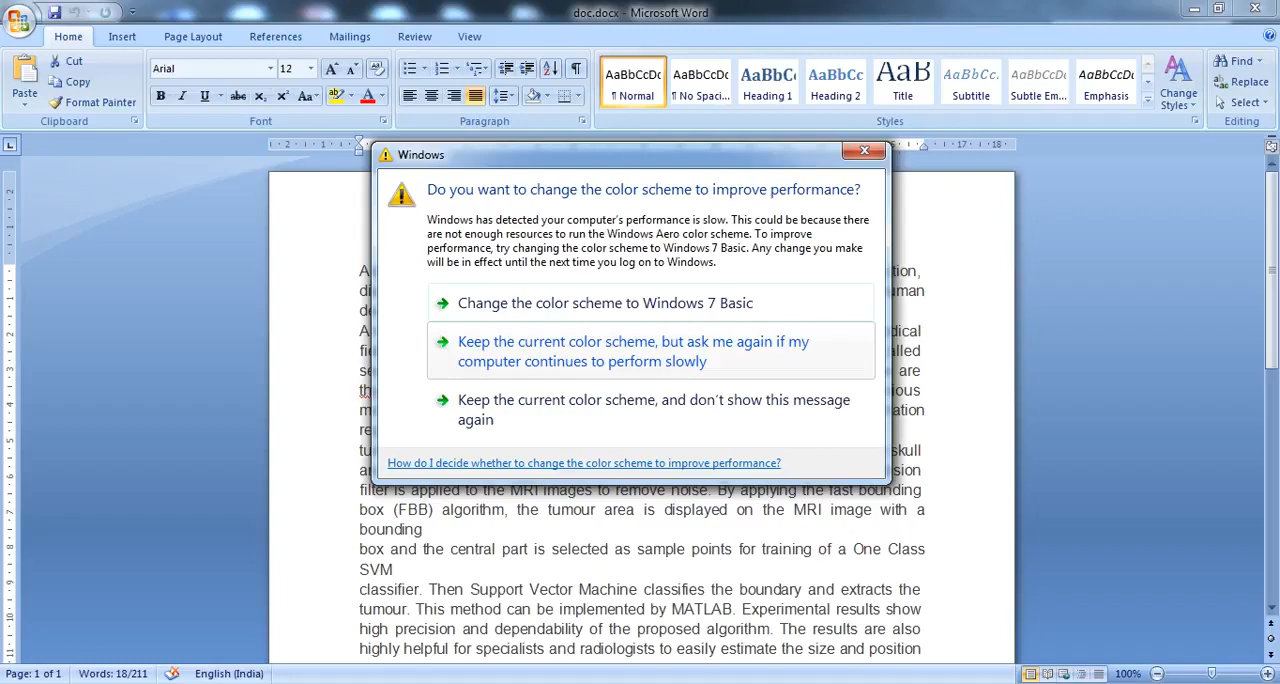 doc.docx - Microsoft Word
Home Insert Page Layout References Mailings Review View
Paste
Cut
Copy
Format Painter
Clipboard
Arial 12
B I U abc x₂ x² Aa
ab A
Font
Paragraph
AaBbCcDc AaBbCcDc AaBbCc AaBbCc AaB AaBbCc. AaBbCcDc AaBbCcDc
¶ Normal ¶ No Spaci... Heading 1 Heading 2 Title Subtitle Subtle Em... Emphasis
Styles
Change
Styles
Find
Replace
Select
Editing
2 1 17 18
Windows
Do you want to change the color scheme to improve performance?
Windows has detected your computer's performance is slow. This could be because there
are not enough resources to run the Windows Aero color scheme. To improve
performance, try changing the color scheme to Windows 7 Basic. Any change you make
will be in effect until the next time you log on to Windows.
Change the color scheme to Windows 7 Basic
Keep the current color scheme, but ask me again if my
computer continues to perform slowly
Keep the current color scheme, and don't show this message
again
How do I decide whether to change the color scheme to improve performance?
filter is applied to the MRI images to remove noise. By applying the fast bounding
box (FBB) algorithm, the tumour area is displayed on the MRI image with a
bounding
box and the central part is selected as sample points for training of a One Class
SVM
classifier. Then Support Vector Machine classifies the boundary and extracts the
tumour. This method can be implemented by MATLAB. Experimental results show
high precision and dependability of the proposed algorithm. The results are also
highly helpful for specialists and radiologists to easily estimate the size and position
Page: 1 of 1 Words: 18/211 English (India) 100%